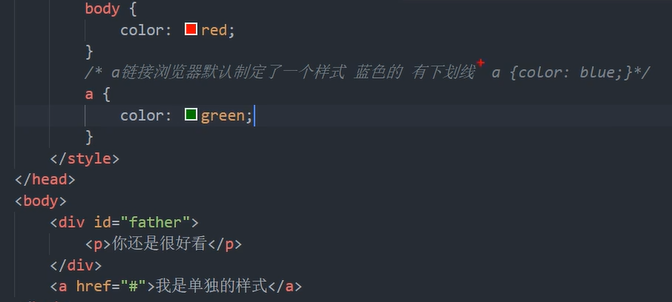 body {
color: red;
}
/* a链接浏览器默认制定了一个样式 蓝色的 有下划线 a {color: blue;}*/
a {
color: green;
}
</style>
</head>
<body>
<div id="father">
<p>你还是很好看</p>
</div>
<a href="#">我是单独的样式</a>